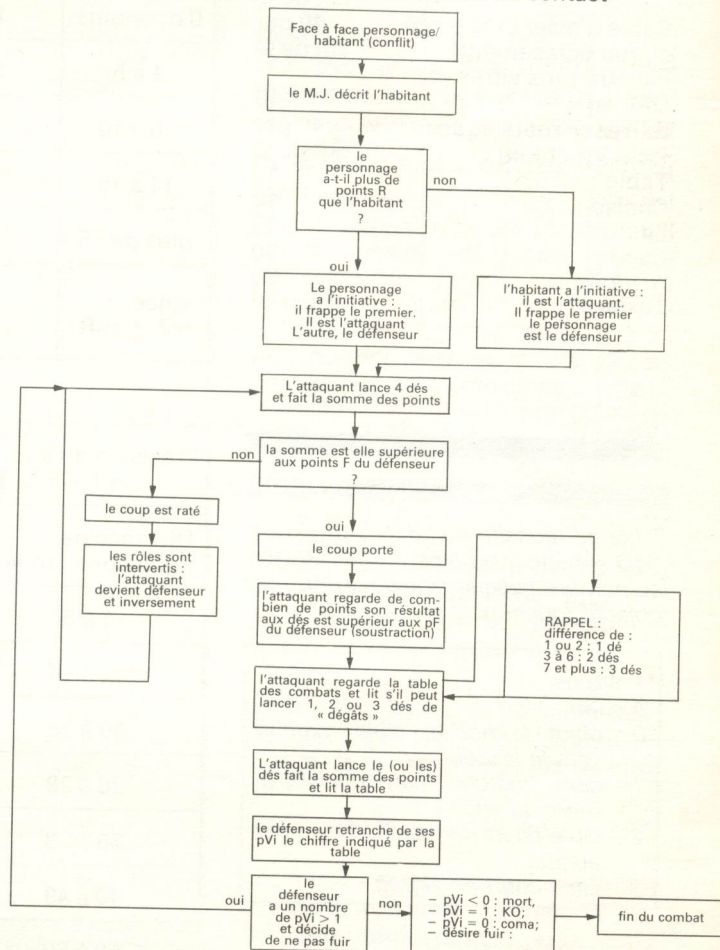 contact
Face à face personnage/
habitant (conflit)
le M.J. décrit l'habitant
le
personnage
a-t-il plus de
points R
que l'habitant
?
non
oui
Le personnage
a l'initiative :
il frappe le premier.
Il est l'attaquant
L'autre, le défenseur
l'habitant a l'initiative :
il est l'attaquant.
Il frappe le premier
le personnage
est le défenseur
L'attaquant lance 4 dés
et fait la somme des points
la somme est elle supérieure
aux points F du défenseur
?
non
le coup est raté
les rôles sont
intervertis :
l'attaquant
devient défenseur
et inversement
oui
le coup porte
l'attaquant regarde de com-
bien de points son résultat
aux dés est supérieur aux pF
du défenseur (soustraction)
RAPPEL :
différence de :
1 ou 2 : 1 dé
3 à 6 : 2 dés
7 et plus : 3 dés
l'attaquant regarde la table
des combats et lit s'il peut
lancer 1, 2 ou 3 dés de
« dégâts »
L'attaquant lance le (ou les)
dés fait la somme des points
et lit la table
le défenseur retranche de ses
pVi le chiffre indiqué par la
table
oui
le
défenseur
a un nombre
de pVi > 1
et décide
de ne pas fuir
non
– pVi < 0 : mort,
– pVi = 1 : KO;
– pVi = 0 : coma;
– désire fuir :
fin du combat